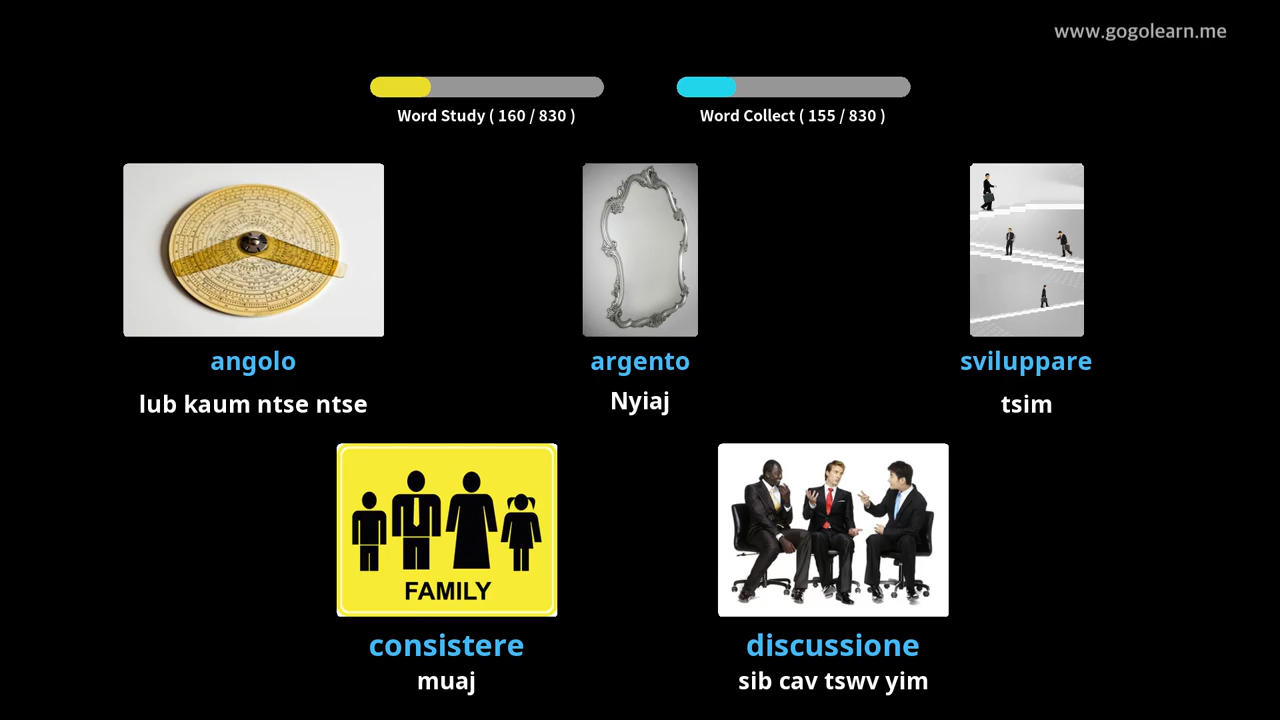 www.gogolearn.me
Word Study ( 160 / 830 )
Word Collect ( 155 / 830 )
angolo
argento
sviluppare
lub kaum ntse ntse
Nyiaj
tsim
FAMILY
consistere
discussione
muaj
sib cav tswv yim